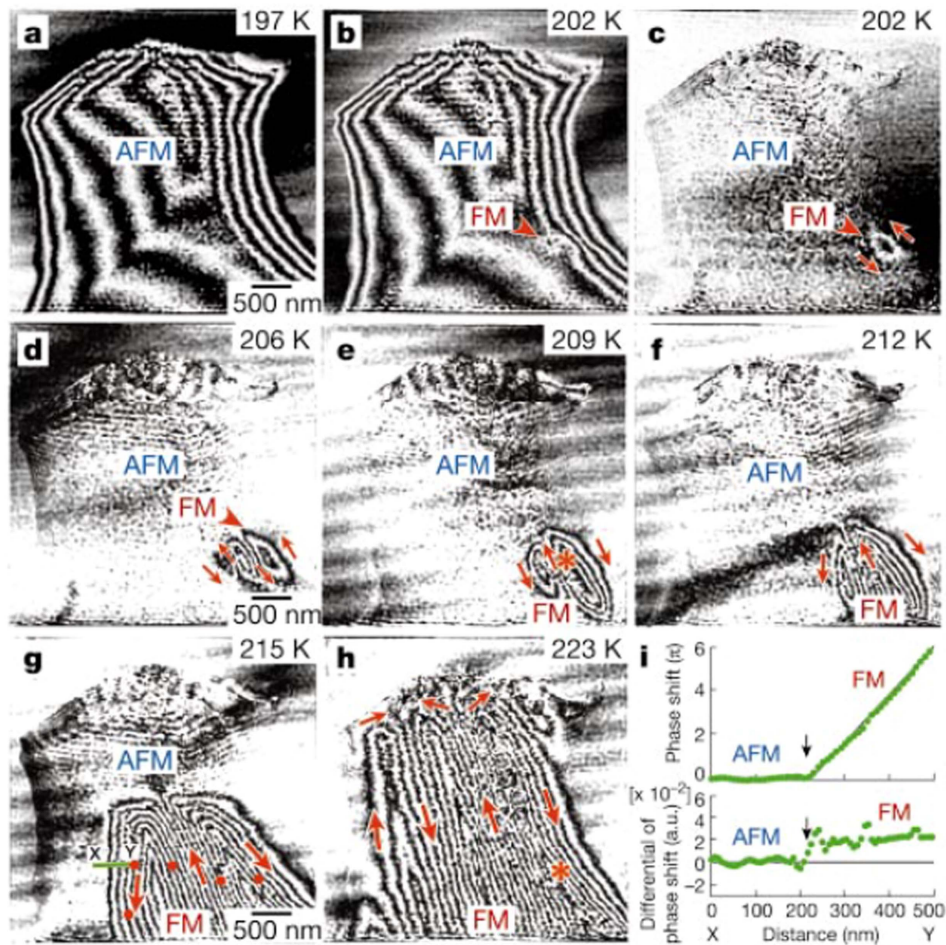 a 197 K
AFM
500 nm
b 202 K
AFM
FM
c 202 K
AFM
FM
d 206 K
AFM
FM
500 nm
e 209 K
AFM
*
FM
f 212 K
AFM
FM
g 215 K
AFM
X Y
FM
500 nm
h 223 K
*
FM
i
Phase shift (π)
6
4
2
0
AFM
FM
[x 10⁻²]
Differential of
phase shift (a.u.)
6
4
2
0
−2
AFM
FM
0 100 200 300 400 500
X Distance (nm) Y